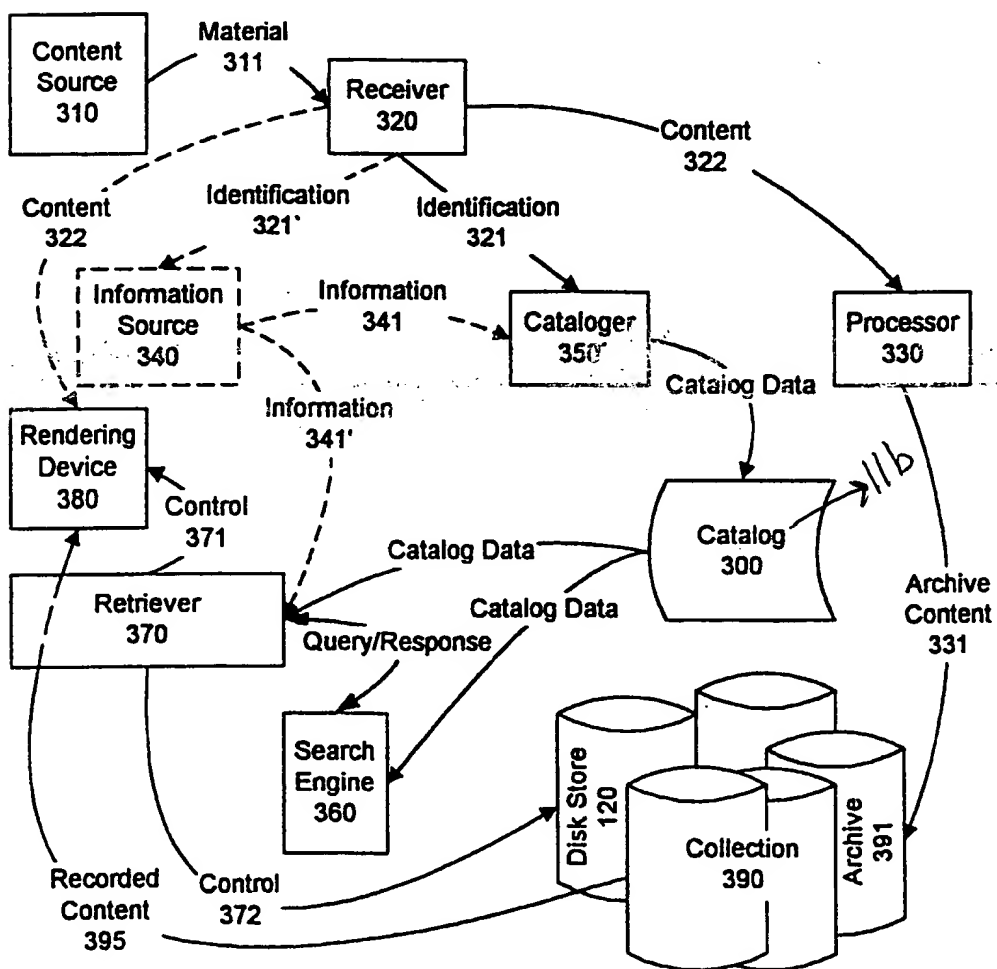 Content
Source
310
Material
311
Receiver
320
Content
322
Content
322
Identification
321'
Identification
321
Information
Source
340
Information
341
Cataloger
350
Processor
330
Information
341'
Catalog Data
Rendering
Device
380
Control
371
Catalog
300
11b
Catalog Data
Catalog Data
Retriever
370
Query/Response
Archive
Content
331
Search
Engine
360
Disk Store
120
Collection
390
Archive
391
Recorded
Content
395
Control
372